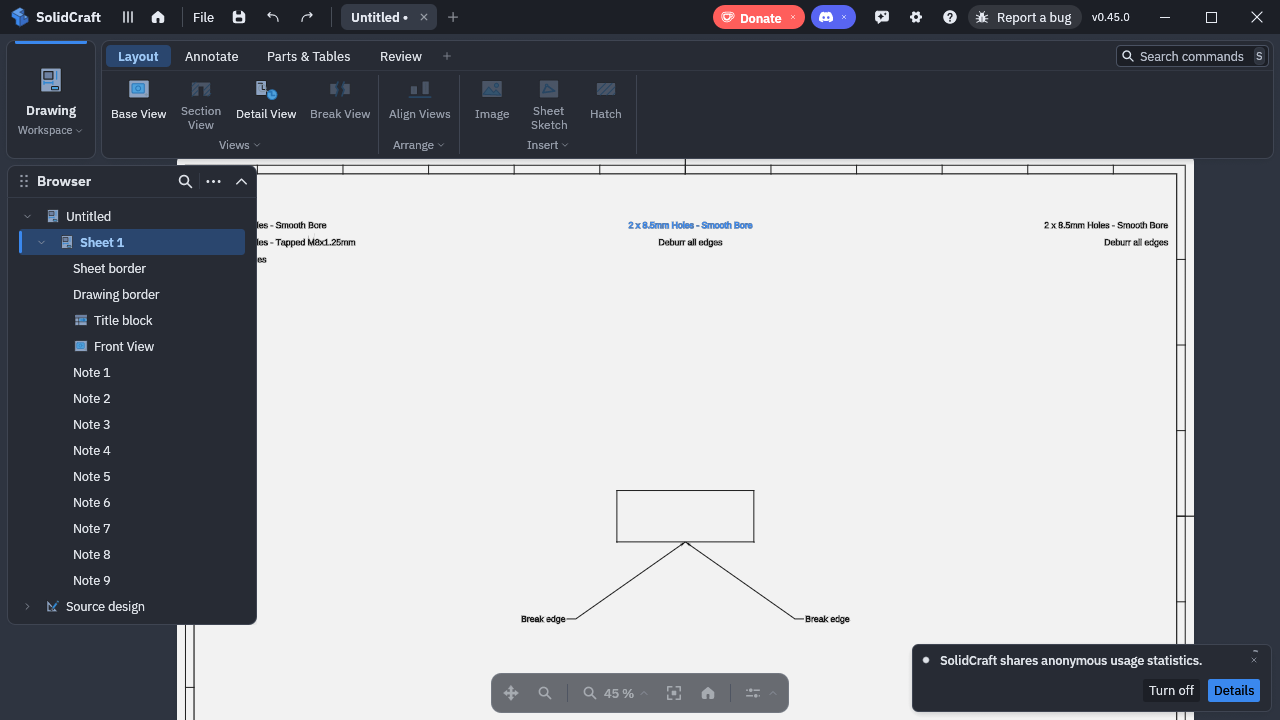 SolidCraft
File
Untitled •
Donate
Report a bug
v0.45.0
Drawing
Workspace
Layout
Annotate
Parts & Tables
Review
Search commands
S
Base View
Section View
Detail View
Break View
Align Views
Image
Sheet Sketch
Hatch
Views
Arrange
Insert
Browser
Untitled
Sheet 1
Sheet border
Drawing border
Title block
Front View
Note 1
Note 2
Note 3
Note 4
Note 5
Note 6
Note 7
Note 8
Note 9
Source design
les - Smooth Bore
les - Tapped M8x1.25mm
es
2 x 8.5mm Holes - Smooth Bore
Deburr all edges
2 x 8.5mm Holes - Smooth Bore
Deburr all edges
Break edge
Break edge
45 %
SolidCraft shares anonymous usage statistics.
Turn off
Details